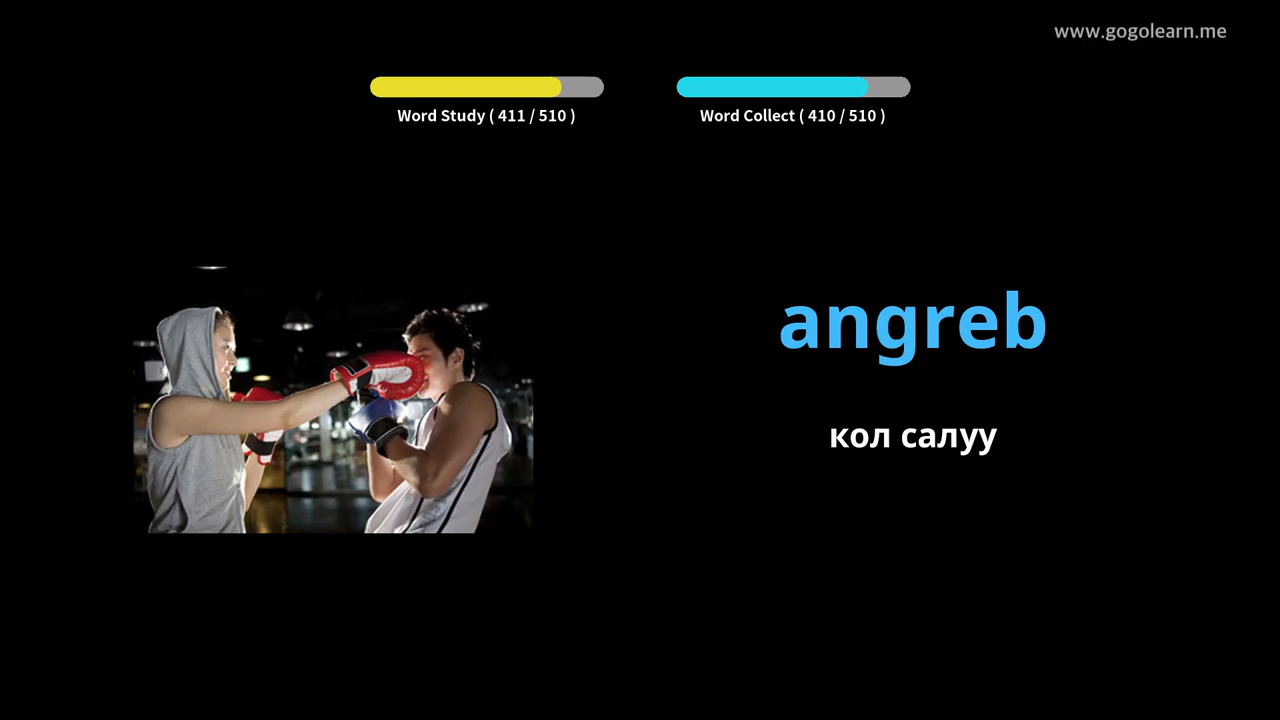 www.gogolearn.me
Word Study ( 411 / 510 )
Word Collect ( 410 / 510 )
angreb
кол салуу